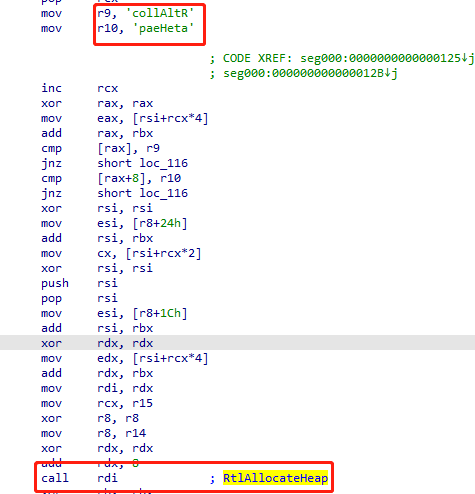 pop rcx
mov r9, 'collAltR'
mov r10, 'paeHeta'
; CODE XREF: seg000:0000000000000125↓j
; seg000:000000000000012B↓j
inc rcx
xor rax, rax
mov eax, [rsi+rcx*4]
add rax, rbx
cmp [rax], r9
jnz short loc_116
cmp [rax+8], r10
jnz short loc_116
xor rsi, rsi
mov esi, [r8+24h]
add rsi, rbx
mov cx, [rsi+rcx*2]
xor rsi, rsi
push rsi
pop rsi
mov esi, [r8+1Ch]
add rsi, rbx
xor rdx, rdx
mov edx, [rsi+rcx*4]
add rdx, rbx
mov rdi, rdx
mov rcx, r15
xor r8, r8
mov r8, r14
xor rdx, rdx
add rdx, 8
call rdi ; RtlAllocateHeap